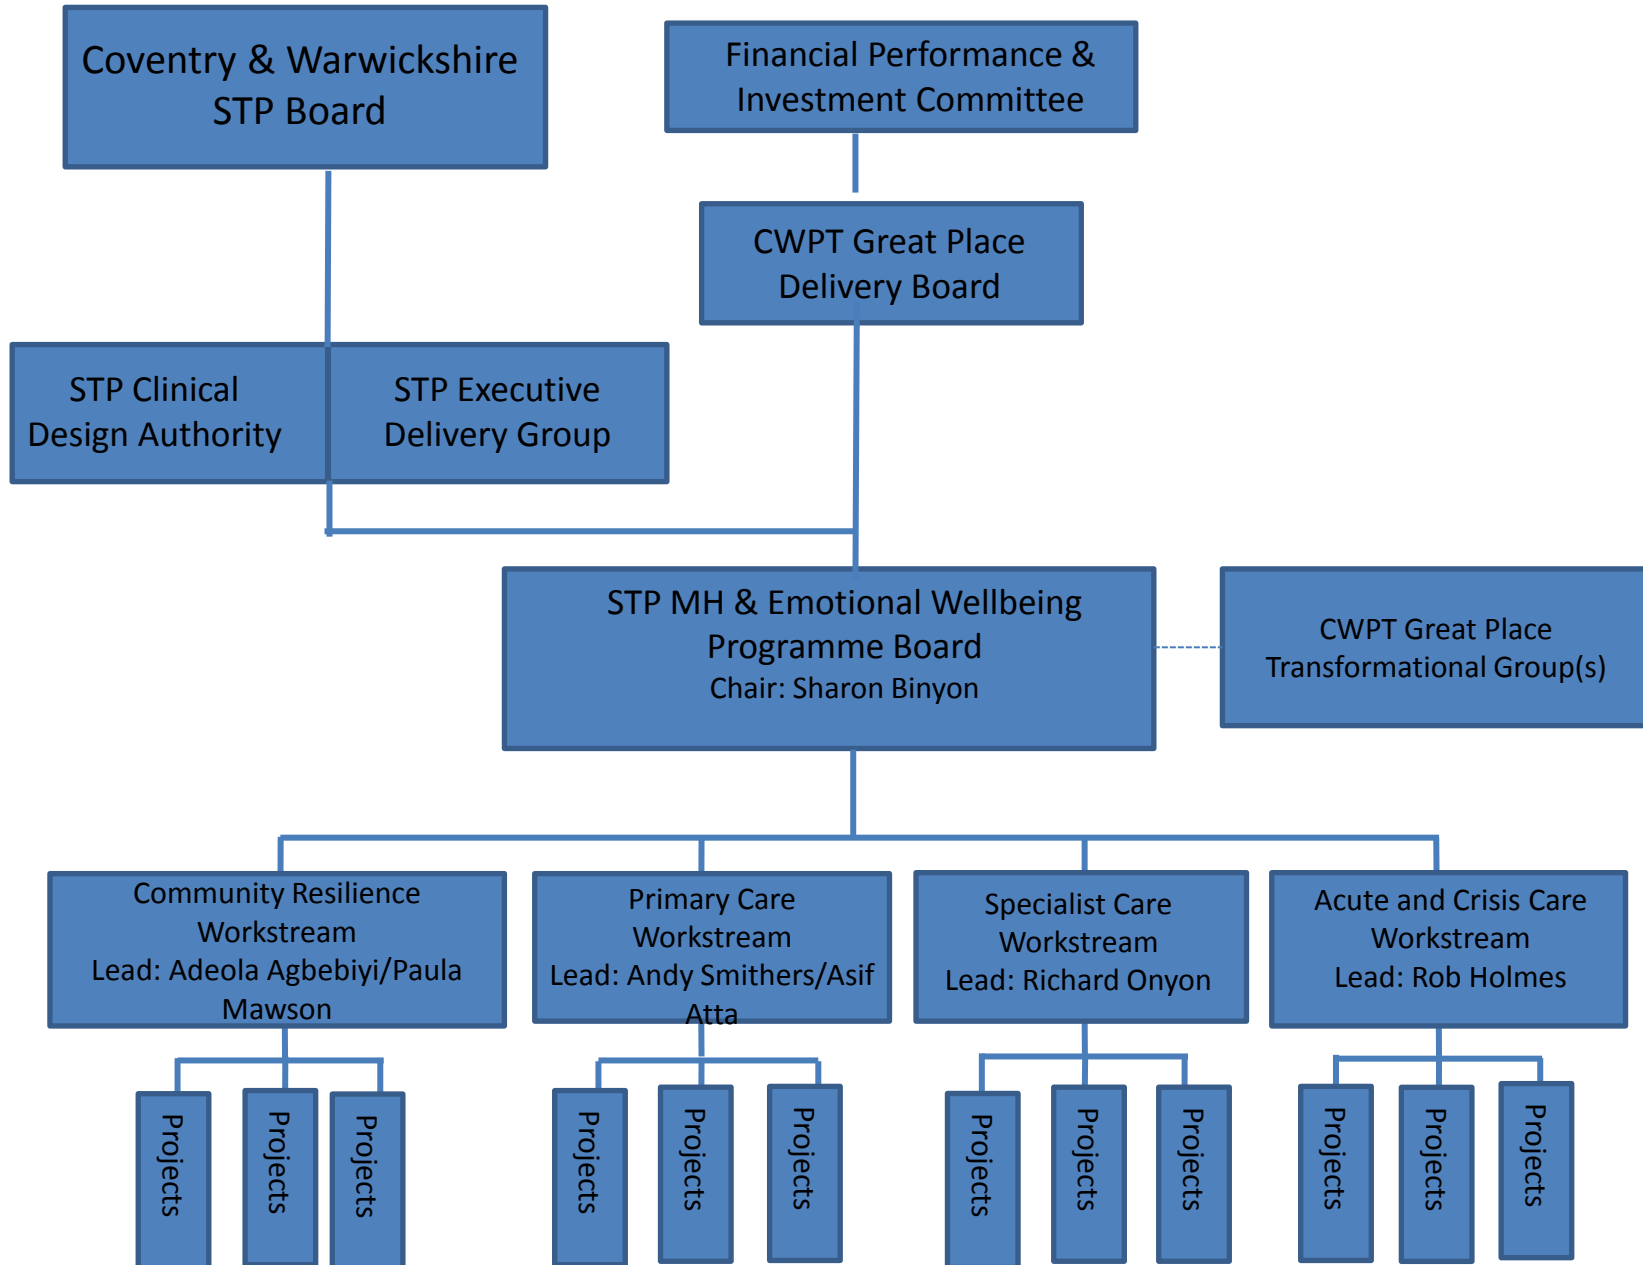 Coventry & Warwickshire
STP Board
Financial Performance &
Investment Committee
CWPT Great Place
Delivery Board
STP Clinical
Design Authority
STP Executive
Delivery Group
STP MH & Emotional Wellbeing
Programme Board
Chair: Sharon Binyon
CWPT Great Place
Transformational Group(s)
Community Resilience
Workstream
Lead: Adeola Agbebiyi/Paula
Mawson
Primary Care
Workstream
Lead: Andy Smithers/Asif
Atta
Specialist Care
Workstream
Lead: Richard Onyon
Acute and Crisis Care
Workstream
Lead: Rob Holmes
Projects
Projects
Projects
Projects
Projects
Projects
Projects
Projects
Projects
Projects
Projects
Projects